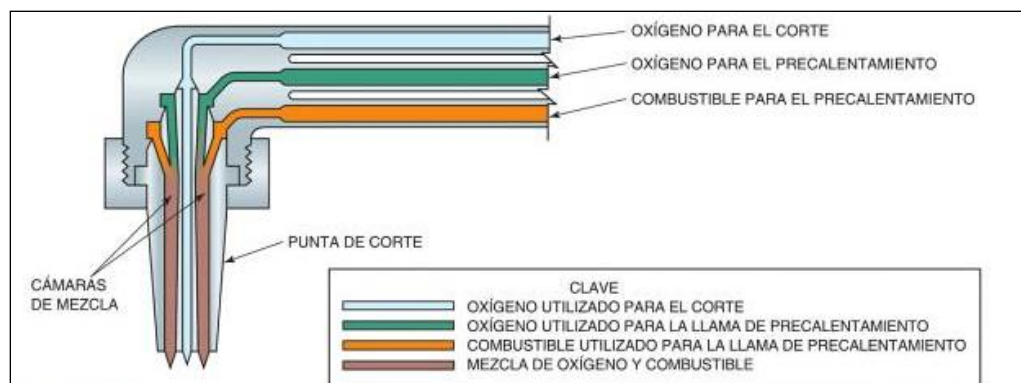 OXÍGENO PARA EL CORTE
OXÍGENO PARA EL PRECALENTAMIENTO
COMBUSTIBLE PARA EL PRECALENTAMIENTO
PUNTA DE CORTE
CÁMARAS
DE MEZCLA
CLAVE
OXÍGENO UTILIZADO PARA EL CORTE
OXÍGENO UTILIZADO PARA LA LLAMA DE PRECALENTAMIENTO
COMBUSTIBLE UTILIZADO PARA LA LLAMA DE PRECALENTAMIENTO
MEZCLA DE OXÍGENO Y COMBUSTIBLE